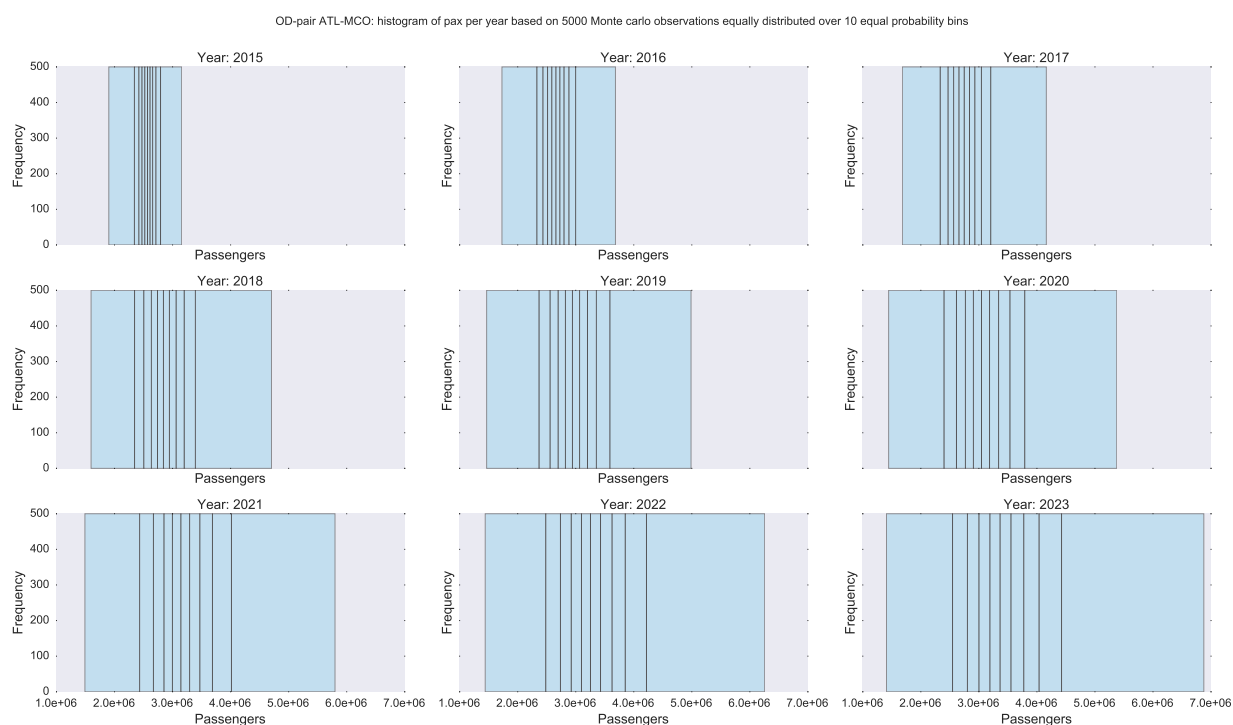 OD-pair ATL-MCO: histogram of pax per year based on 5000 Monte carlo observations equally distributed over 10 equal probability bins
Year: 2015
500
400
300
200
100
0
Frequency
Passengers
Year: 2016
Frequency
Passengers
Year: 2017
Frequency
Passengers
Year: 2018
500
400
300
200
100
0
Frequency
Passengers
Year: 2019
Frequency
Passengers
Year: 2020
Frequency
Passengers
Year: 2021
500
400
300
200
100
0
Frequency
1.0e+06 2.0e+06 3.0e+06 4.0e+06 5.0e+06 6.0e+06 7.0e+06
Passengers
Year: 2022
Frequency
1.0e+06 2.0e+06 3.0e+06 4.0e+06 5.0e+06 6.0e+06 7.0e+06
Passengers
Year: 2023
Frequency
1.0e+06 2.0e+06 3.0e+06 4.0e+06 5.0e+06 6.0e+06 7.0e+06
Passengers